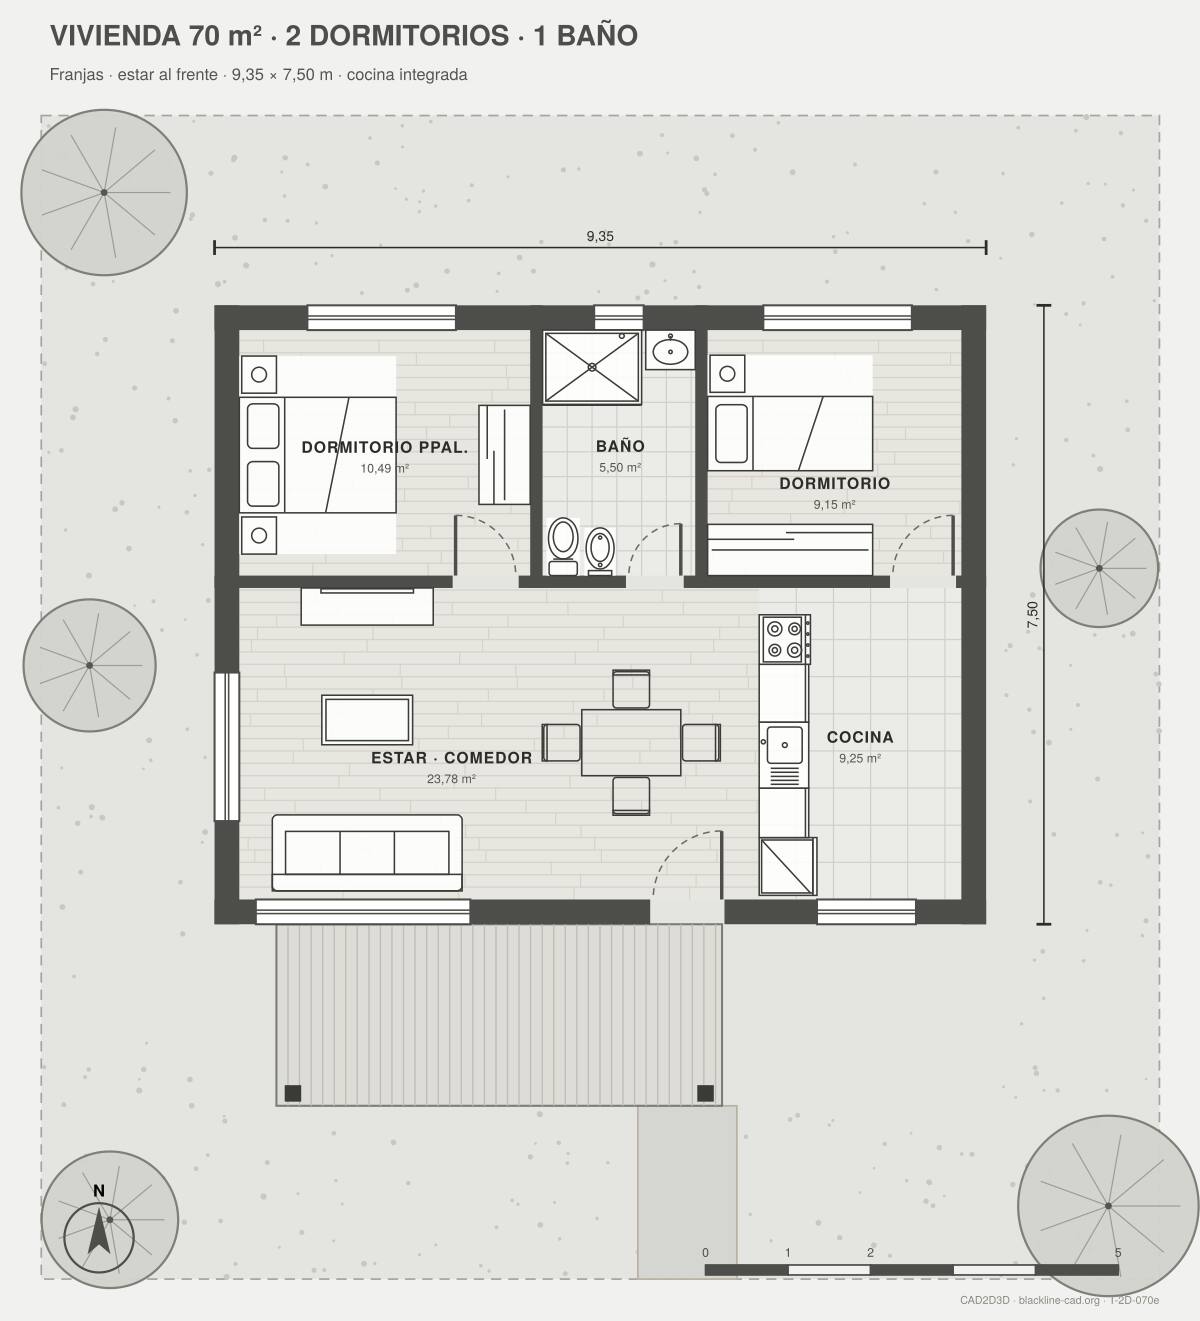 VIVIENDA 70 m² · 2 DORMITORIOS · 1 BAÑO
Franjas · estar al frente · 9,35 × 7,50 m · cocina integrada
9,35
DORMITORIO PPAL.
10,49 m²
BAÑO
5,50 m²
DORMITORIO
9,15 m²
7,50
ESTAR · COMEDOR
23,78 m²
COCINA
9,25 m²
N
0 1 2 5
CAD2D3D · blackline-cad.org · T-2D-070e